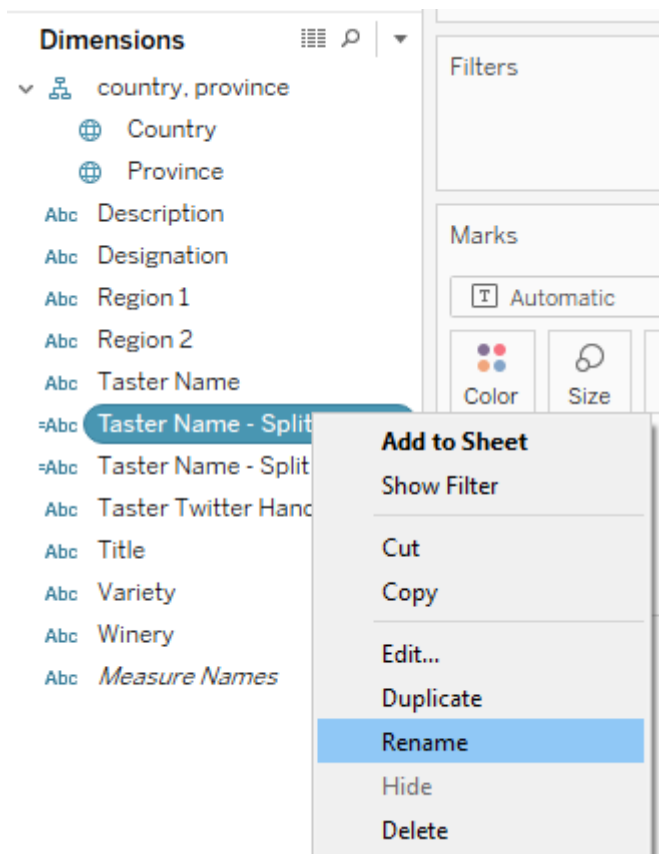 Dimensions
country, province
Country
Province
Abc Description
Abc Designation
Abc Region 1
Abc Region 2
Abc Taster Name
=Abc Taster Name - Split
=Abc Taster Name - Split
Abc Taster Twitter Hand
Abc Title
Abc Variety
Abc Winery
Abc Measure Names
Filters
Marks
T Automatic
Color Size
Add to Sheet
Show Filter
Cut
Copy
Edit...
Duplicate
Rename
Hide
Delete